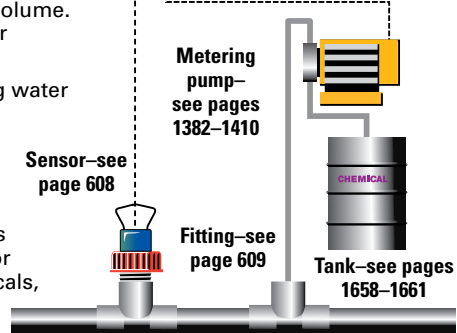 olume.
r
g water
s
or
cals,
Metering
pump–
see pages
1382–1410
Sensor–see
page 608
Fitting–see
page 609
CHEMICAL
Tank–see pages
1658–1661